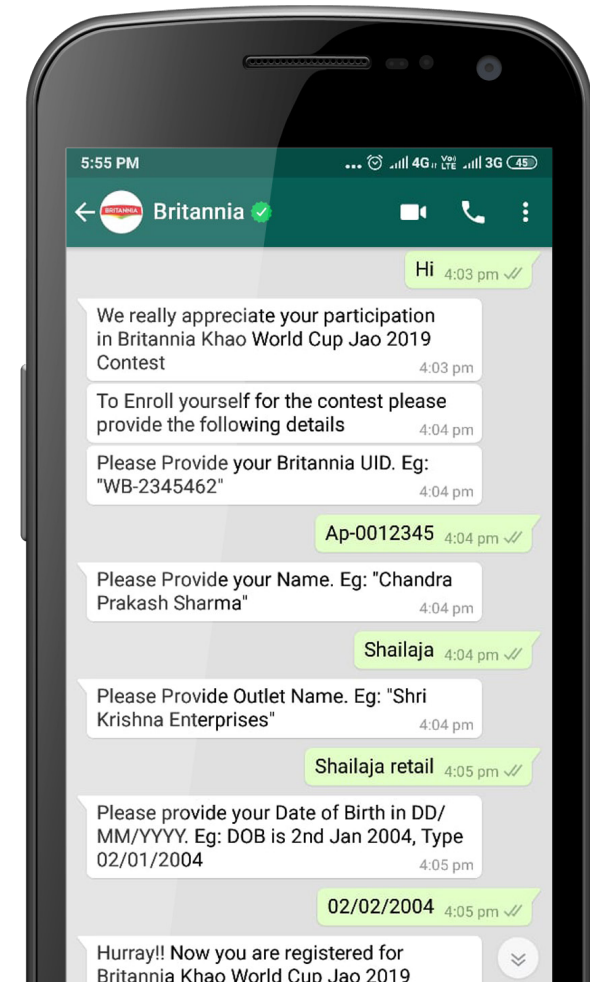 5:55 PM ... 4G VoLTE 3G 45
BRITANNIA Britannia
Hi 4:03 pm
We really appreciate your participation
in Britannia Khao World Cup Jao 2019
Contest 4:03 pm
To Enroll yourself for the contest please
provide the following details 4:04 pm
Please Provide your Britannia UID. Eg:
"WB-2345462" 4:04 pm
Ap-0012345 4:04 pm
Please Provide your Name. Eg: "Chandra
Prakash Sharma" 4:04 pm
Shailaja 4:04 pm
Please Provide Outlet Name. Eg: "Shri
Krishna Enterprises" 4:04 pm
Shailaja retail 4:05 pm
Please provide your Date of Birth in DD/
MM/YYYY. Eg: DOB is 2nd Jan 2004, Type
02/01/2004 4:05 pm
02/02/2004 4:05 pm
Hurray!! Now you are registered for
Britannia Khao World Cup Jao 2019